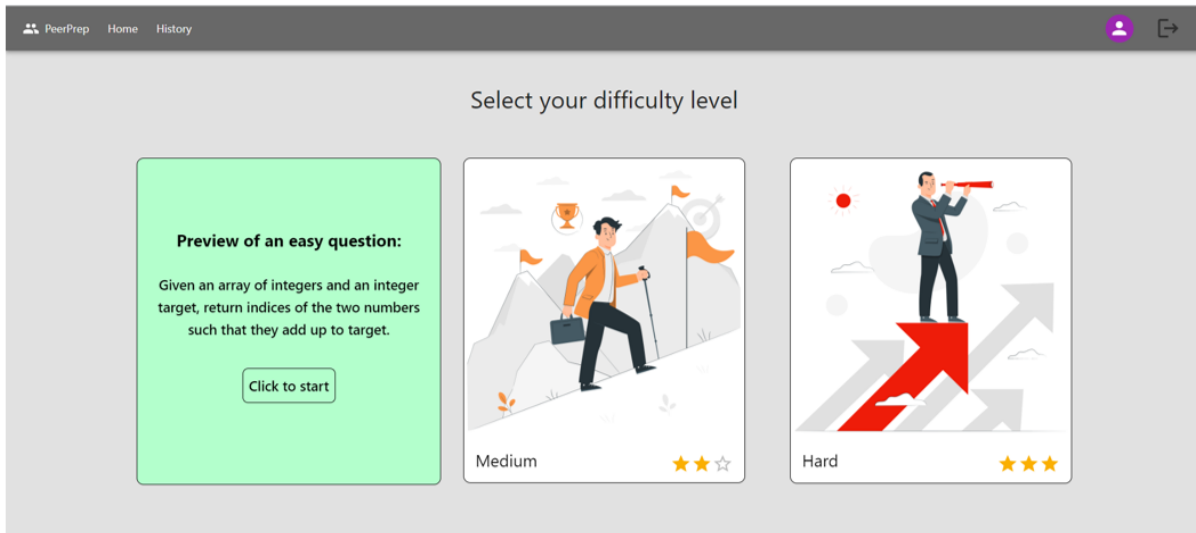 PeerPrep Home History
Select your difficulty level
Preview of an easy question:
Given an array of integers and an integer
target, return indices of the two numbers
such that they add up to target.
Click to start
Medium
Hard